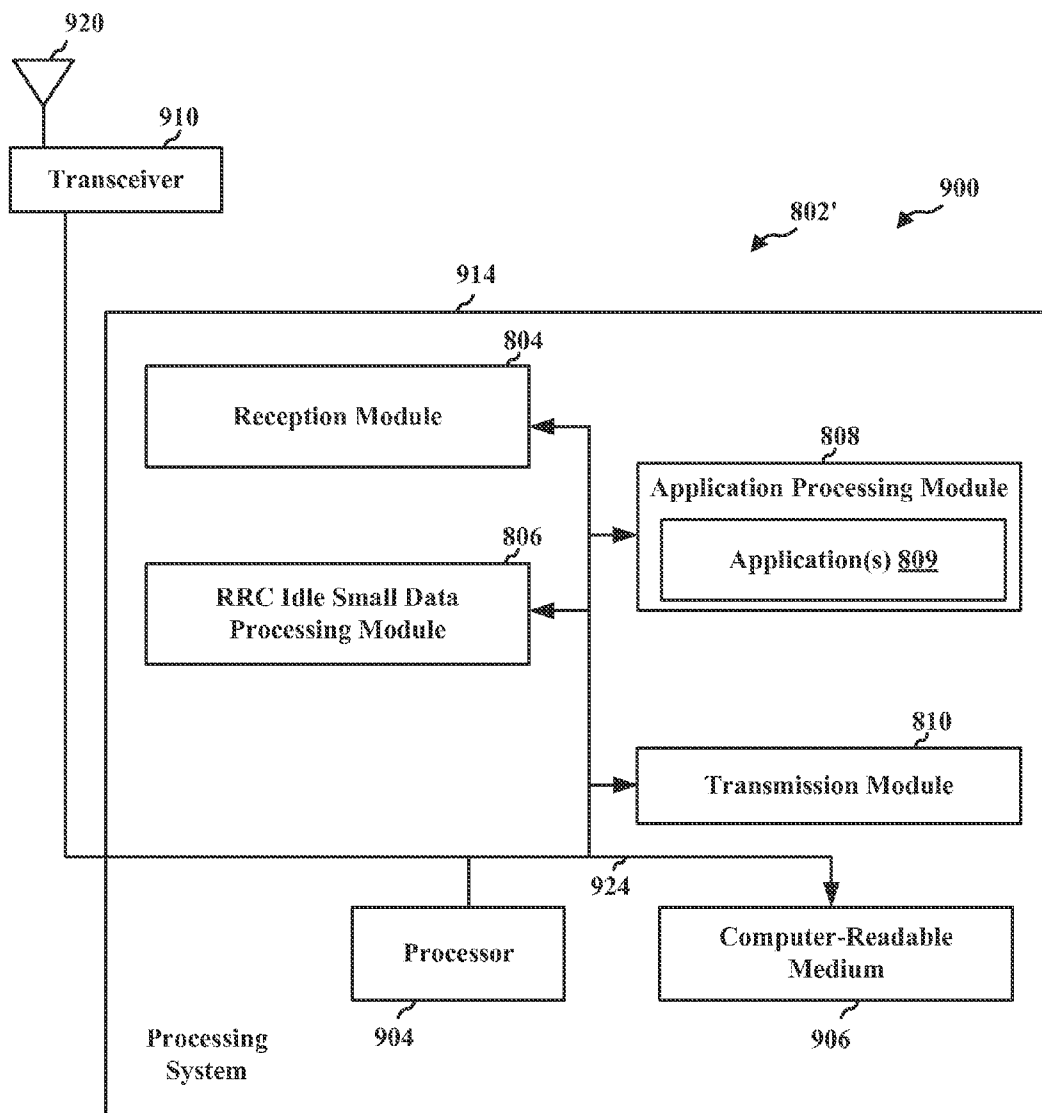 920
910
Transceiver
900
802'
914
804
Reception Module
808
Application Processing Module
Application(s) 809
806
RRC Idle Small Data
Processing Module
810
Transmission Module
924
Processor
904
Computer-Readable
Medium
906
Processing
System